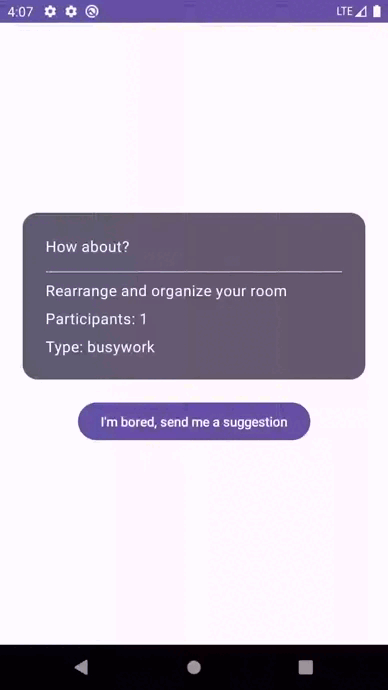 4:07
LTE
How about?
Rearrange and organize your room
Participants: 1
Type: busywork
I'm bored, send me a suggestion